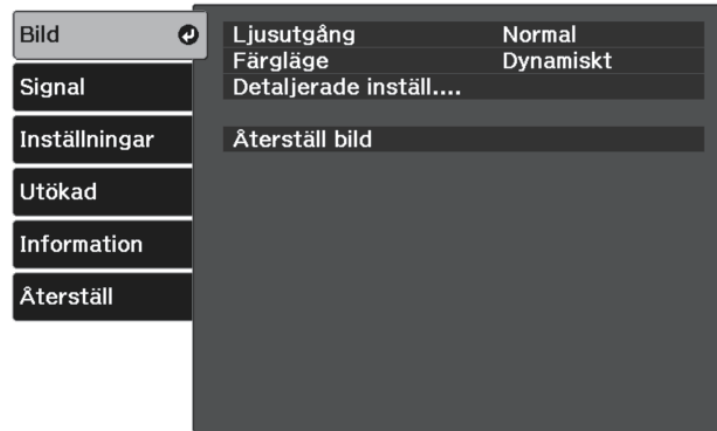 Bild
Signal
Inställningar
Utökad
Information
Återställ
Ljusutgång Normal
Färgläge Dynamiskt
Detaljerade inställ....
Återställ bild